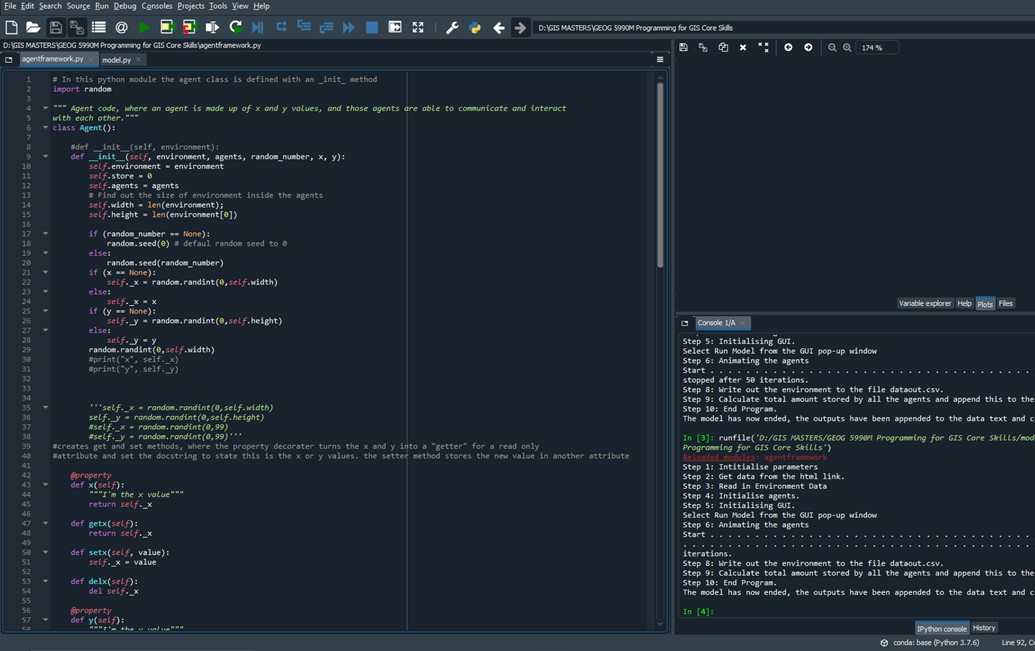 File Edit Search Source Run Debug Consoles Projects Tools View Help
D:\GIS MASTERS\GEOG 5990M Programming for GIS Core Skills
D:\GIS MASTERS\GEOG 5990M Programming for GIS Core Skills\agentframework.py
agentframework.py
model.py
174 %
1 # In this python module the agent class is defined with an _init_ method
2 import random
3
4 """ Agent code, where an agent is made up of x and y values, and those agents are able to communicate and interact
5 with each other."""
6 class Agent():
7
8 #def __init__(self, environment):
9 def __init__(self, environment, agents, random_number, x, y):
10 self.environment = environment
11 self.store = 0
12 self.agents = agents
13 # Find out the size of environment inside the agents
14 self.width = len(environment);
15 self.height = len(environment[0])
16
17 if (random_number == None):
18 random.seed(0) # defaul random seed to 0
19 else:
20 random.seed(random_number)
21 if (x == None):
22 self._x = random.randint(0,self.width)
23 else:
24 self._x = x
25 if (y == None):
26 self._y = random.randint(0,self.height)
27 else:
28 self._y = y
29 random.randint(0,self.width)
30 #print("x", self._x)
31 #print("y", self._y)
32
33
34
35 '''self._x = random.randint(0,self.width)
36 self._y = random.randint(0,self.height)
37 #self._x = random.randint(0,99)
38 #self._y = random.randint(0,99)'''
39 #creates get and set methods, where the property decorater turns the x and y into a "getter" for a read only
40 #attribute and set the docstring to state this is the x or y values. the setter method stores the new value in another attribute
41
42 @property
43 def x(self):
44 """I'm the x value"""
45 return self._x
46
47 def getx(self):
48 return self._x
49
50 def setx(self, value):
51 self._x = value
52
53 def delx(self):
54 del self._x
55
56 @property
57 def y(self):
58 """I'm the y value"""
Variable explorer Help Plots Files
Console 1/A
Step 5: Initialising GUI.
Select Run Model from the GUI pop-up window
Step 6: Animating the agents
Start . . . . . . . . . . . . . . . . . . . . . . . . . . . . . . . . . .
stopped after 50 iterations.
Step 8: Write out the environment to the file dataout.csv.
Step 9: Calculate total amount stored by all the agents and append this to the
Step 10: End Program.
The model has now ended, the outputs have been appended to the data text and c
In [3]: runfile('D:/GIS MASTERS/GEOG 5990M Programming for GIS Core Skills/mod
Programming for GIS Core Skills')
Reloaded modules: agentframework
Step 1: Intitialise parameters
Step 2: Get data from the html link.
Step 3: Read in Environment Data
Step 4: Initialise agents.
Step 5: Initialising GUI.
Select Run Model from the GUI pop-up window
Step 6: Animating the agents
Start . . . . . . . . . . . . . . . . . . . . . . . . . . . . . . . . . .
. . . . . . . . . . . . . . . . . . . . . . . . . . . . . . . . . . . . .
iterations.
Step 8: Write out the environment to the file dataout.csv.
Step 9: Calculate total amount stored by all the agents and append this to the
Step 10: End Program.
The model has now ended, the outputs have been appended to the data text and c
In [4]:
IPython console History
conda: base (Python 3.7.6) Line 92, Co